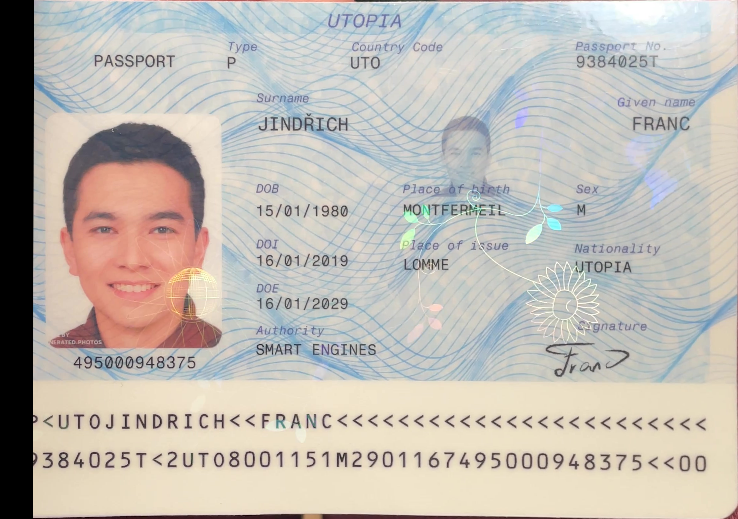 UTOPIA
PASSPORT
Type
P
Country Code
UTO
Passport No.
9384025T
Surname
JINDŘICH
Given name
FRANC
DOB
15/01/1980
Place of birth
MONTFERMEIL
Sex
M
DOI
16/01/2019
Place of issue
LOMME
Nationality
UTOPIA
DOE
16/01/2029
Authority
SMART ENGINES
Signature
Franc
495000948375
P<UTOJINDRICH<<FRANC<<<<<<<<<<<<<<<<<<<<<<<<
9384025T<2UTO8001151M2901167495000948375<<00